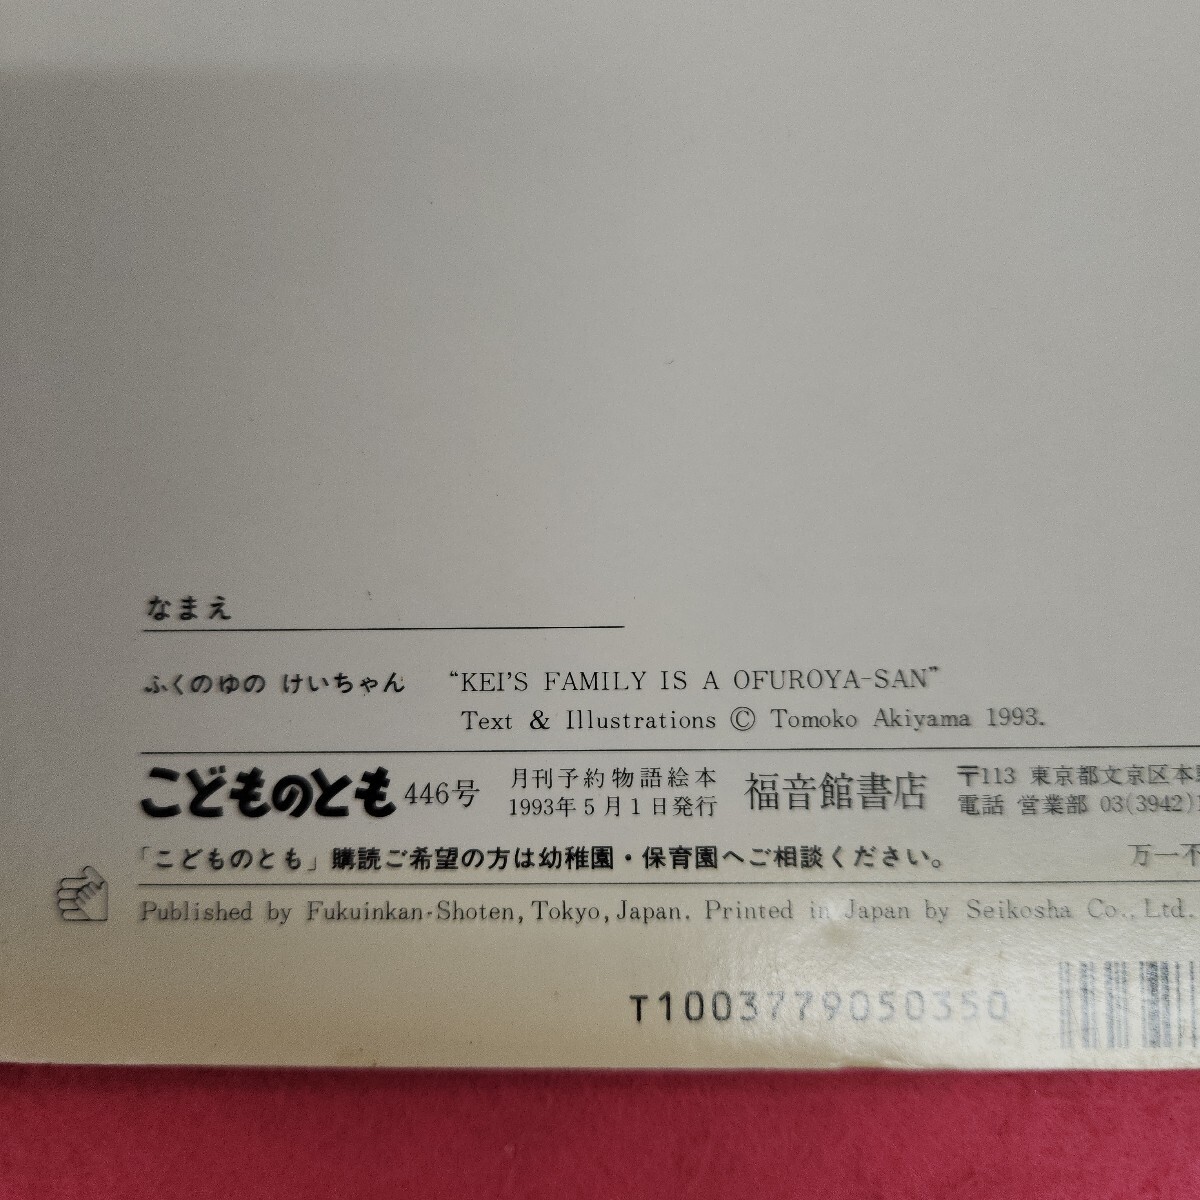 なまえ
ふくのゆの けいちゃん “KEI'S FAMILY IS A OFUROYA-SAN”
Text & Illustrations © Tomoko Akiyama 1993.
こどものとも 446号 月刊予約物語絵本 福音館書店 〒113 東京都文京区本
1993年5月1日発行 電話 営業部 03(3942)
「こどものとも」購読ご希望の方は幼稚園・保育園へご相談ください。 万一不
Published by Fukuinkan-Shoten, Tokyo, Japan. Printed in Japan by Seikosha Co., Ltd.
T1003779050350